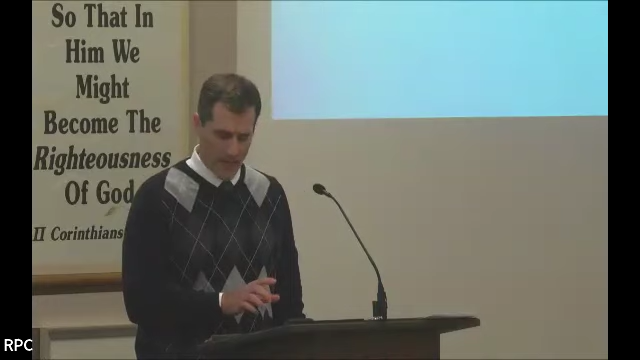 So That In
Him We
Might
Become The
Righteousness
Of God
II Corinthians
RPC